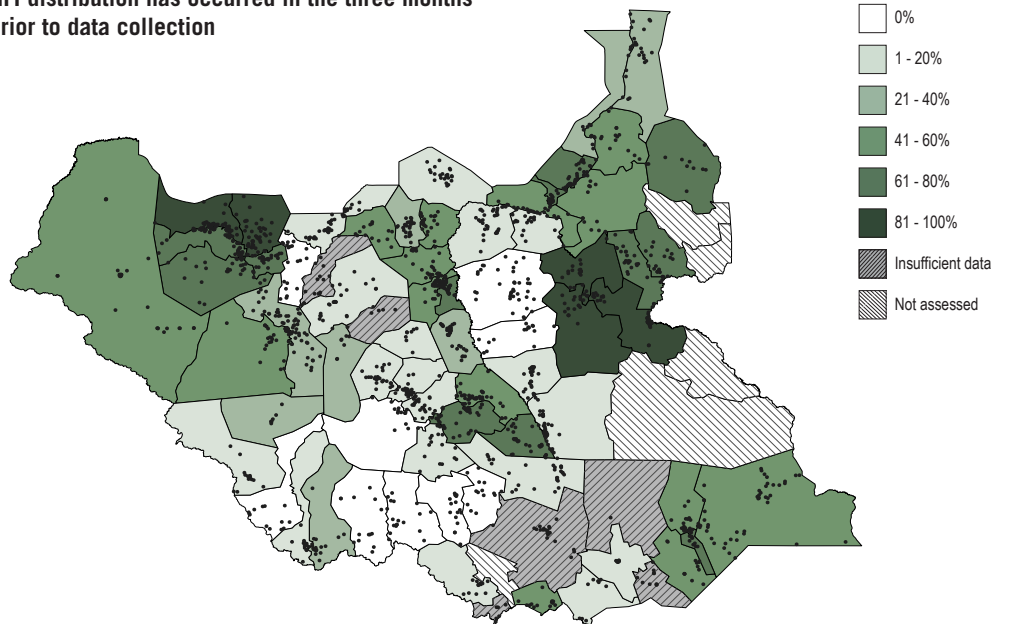 distribution has occurred in the three months
prior to data collection
0%
1 - 20%
21 - 40%
41 - 60%
61 - 80%
81 - 100%
Insufficient data
Not assessed